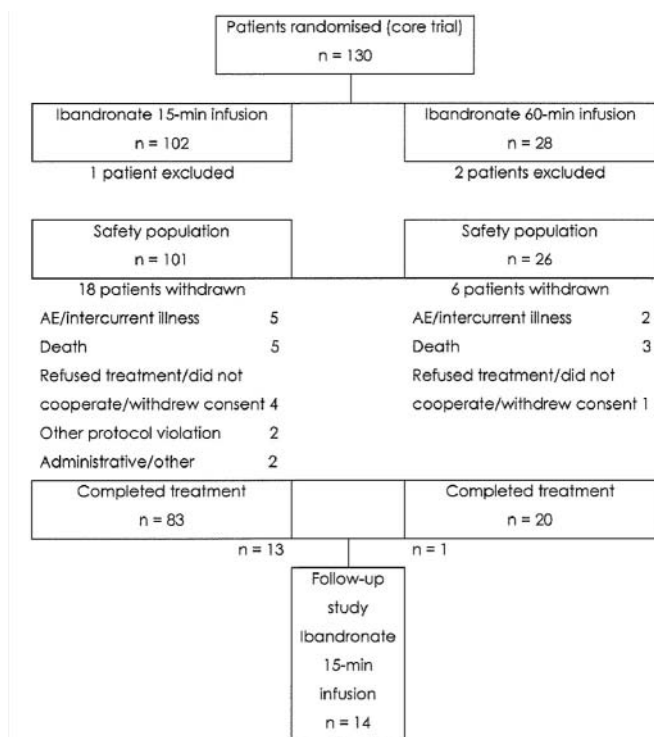 Patients randomised (core trial)
n = 130
Ibandronate 15-min infusion
n = 102
1 patient excluded
Ibandronate 60-min infusion
n = 28
2 patients excluded
Safety population
n = 101
18 patients withdrawn
AE/intercurrent illness 5
Death 5
Refused treatment/did not
cooperate/withdrew consent 4
Other protocol violation 2
Administrative/other 2
Safety population
n = 26
6 patients withdrawn
AE/intercurrent illness 2
Death 3
Refused treatment/did not
cooperate/withdrew consent 1
Completed treatment
n = 83
n = 13
Completed treatment
n = 20
n = 1
Follow-up
study
Ibandronate
15-min
infusion
n = 14